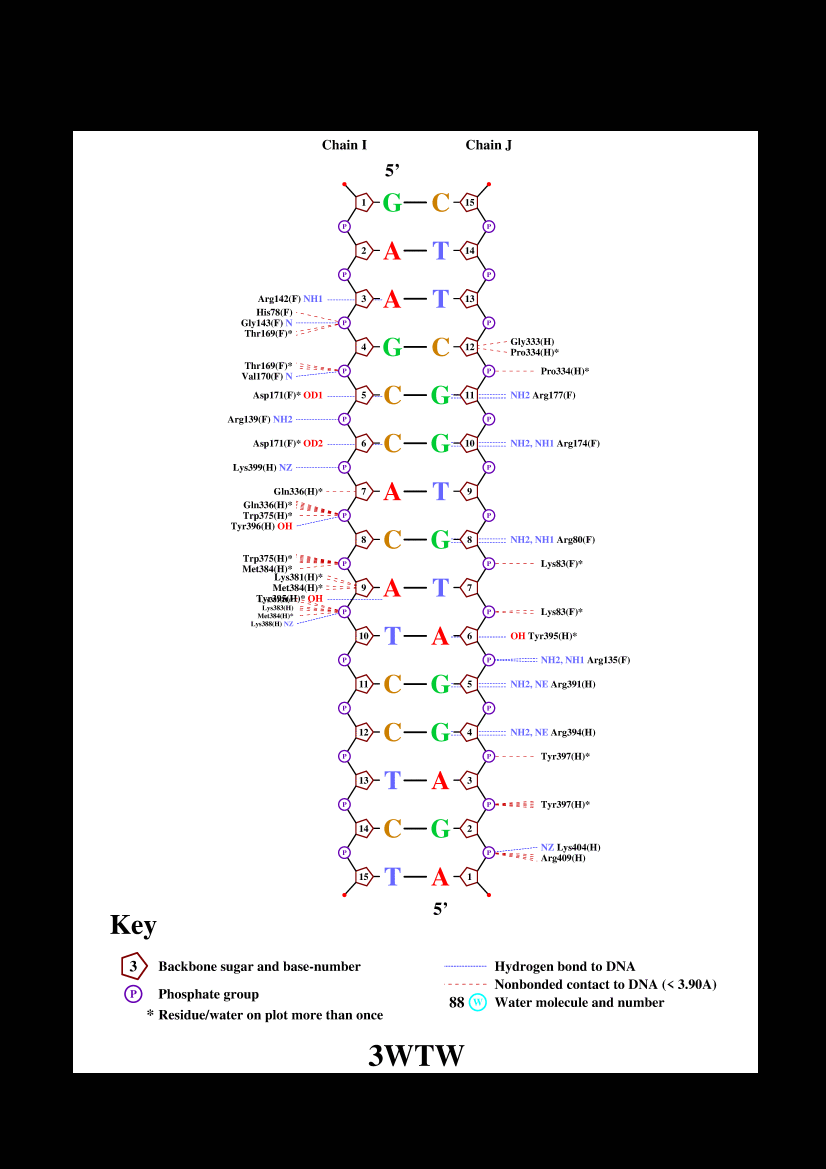 Chain I Chain J
5’
1 G C 15
P P
2 A T 14
P P
Arg142(F) NH1 3 A T 13
His78(F)
Gly143(F) N P P
Thr169(F)*
4 G C 12 Gly333(H)
Pro334(H)*
Thr169(F)* P P Pro334(H)*
Val170(F) N
Asp171(F)* OD1 5 C G 11 NH2 Arg177(F)
Arg139(F) NH2 P P
Asp171(F)* OD2 6 C G 10 NH2, NH1 Arg174(F)
Lys399(H) NZ P P
Gln336(H)* 7 A T 9
Gln336(H)*
Trp375(H)* P P
Tyr396(H) OH
8 C G 8 NH2, NH1 Arg80(F)
Trp375(H)* P P Lys83(F)*
Met384(H)*
Lys381(H)*
Met384(H)* 9 A T 7
Tyr395(H)* OH
Lys383(H)
Met384(H)* P P Lys83(F)*
Lys388(H) NZ
10 T A 6 OH Tyr395(H)*
P P NH2, NH1 Arg135(F)
11 C G 5 NH2, NE Arg391(H)
P P
12 C G 4 NH2, NE Arg394(H)
P P Tyr397(H)*
13 T A 3
P P Tyr397(H)*
14 C G 2
P P NZ Lys404(H)
Arg409(H)
15 T A 1
5’
Key
3 Backbone sugar and base-number
P Phosphate group
* Residue/water on plot more than once
Hydrogen bond to DNA
Nonbonded contact to DNA (< 3.90A)
88 W Water molecule and number
3WTW